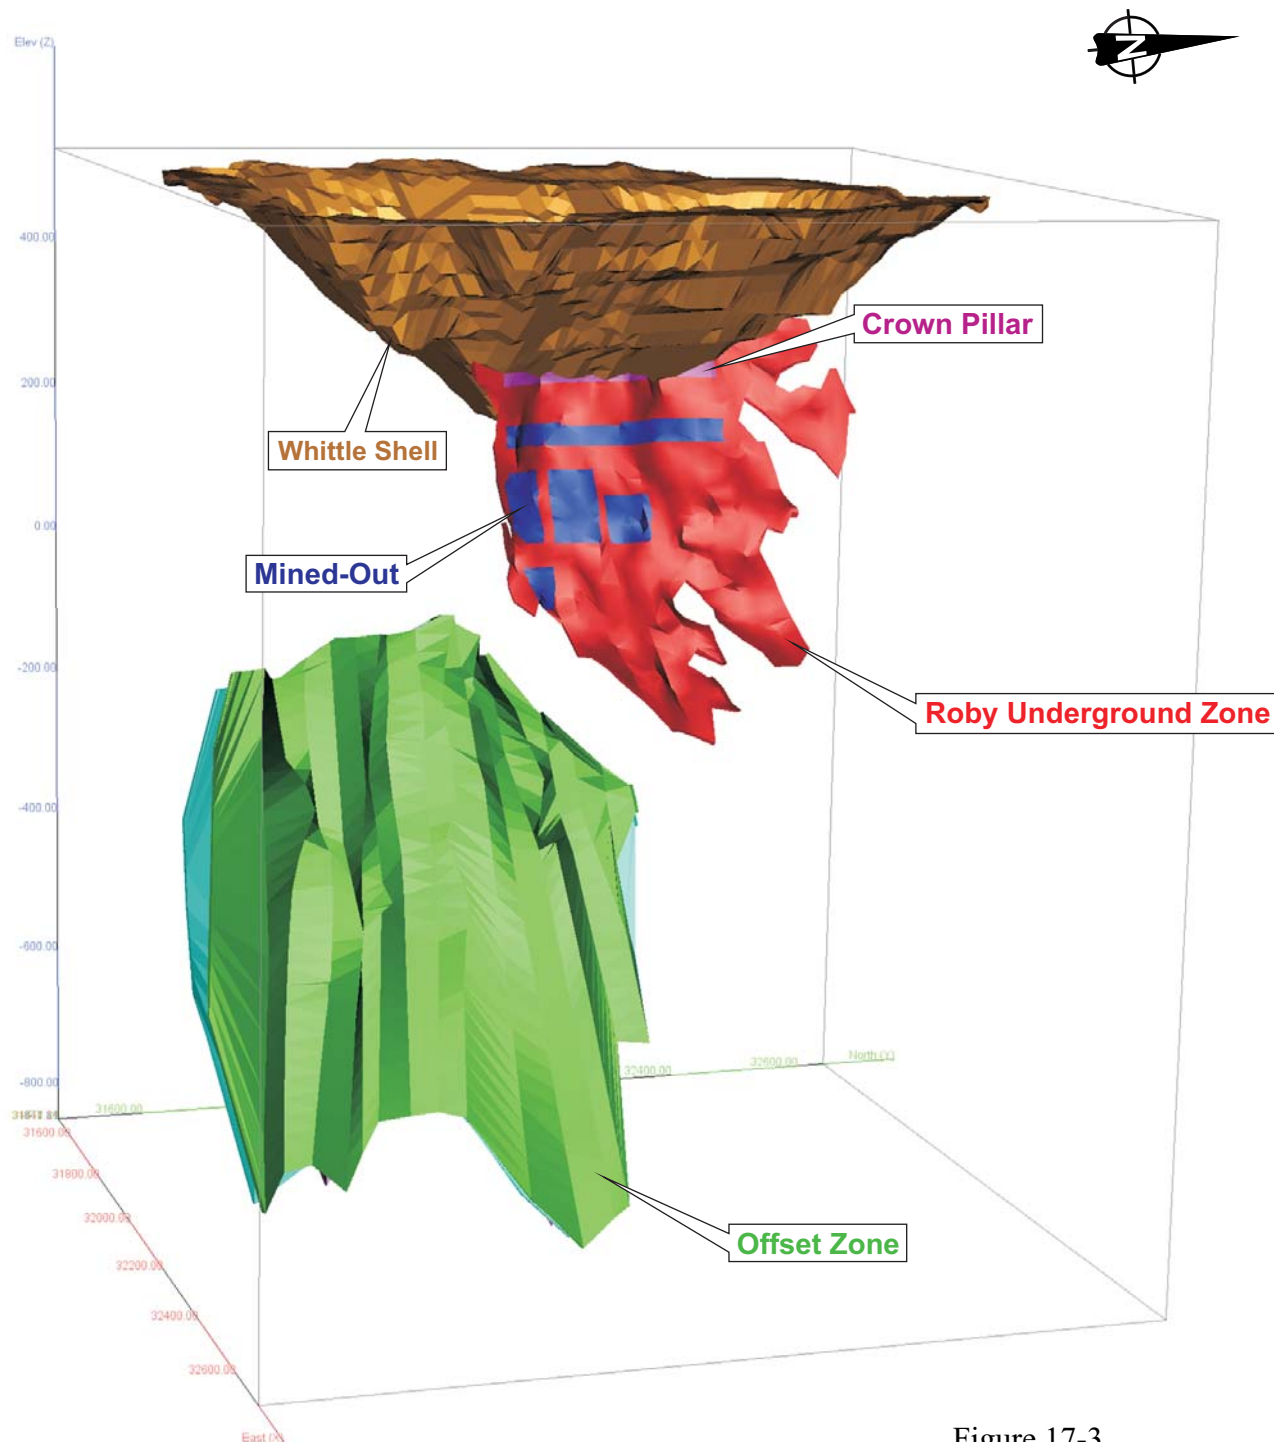 Elev (Z)
N
400.00
Crown Pillar
200.00
Whittle Shell
0.00
Mined-Out
-200.00
Roby Underground Zone
-400.00
-600.00
-800.00
31600.00
32400.00
32600.00
North (Y)
31600.00
31800.00
32000.00
32200.00
Offset Zone
32400.00
32600.00
East (X)
Figure 17-3